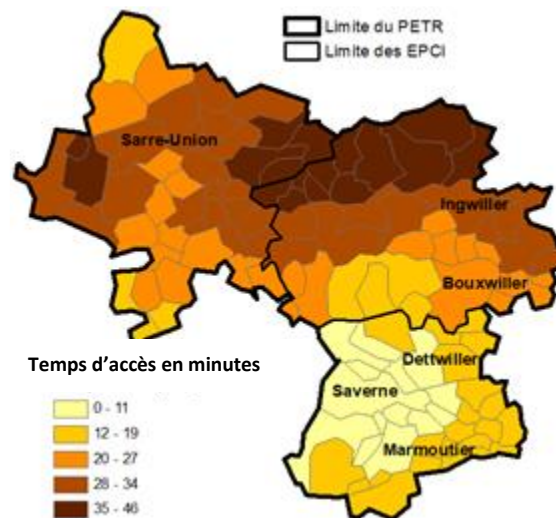 Limite du PETR
Limite des EPCI
Sarre-Union
Ingwiller
Bouxwiller
Temps d’accès en minutes
Dettwiller
Saverne
Marmoutier
0 - 11
12 - 19
20 - 27
28 - 34
35 - 46